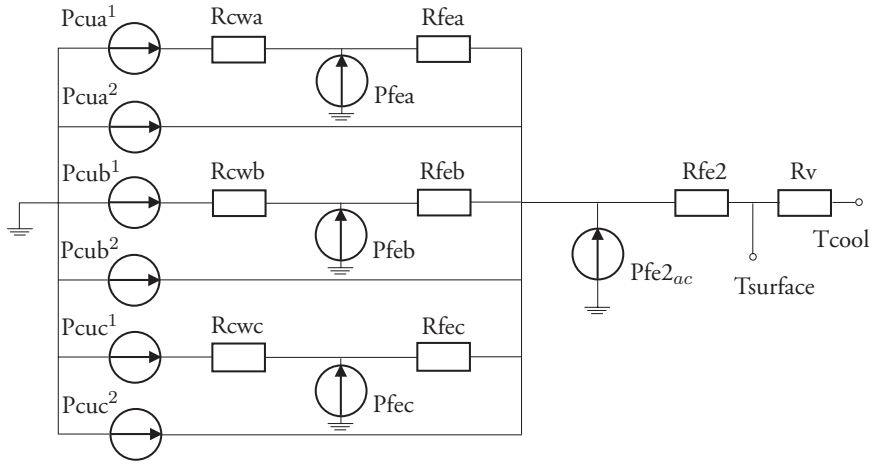 Pcua¹ Rcwa Rfea
Pfea
Pcua²
Pcub¹ Rcwb Rfeb Rfe2 Rv
Pfeb
Tcool
Pcub² Pfe2ac Tsurface
Pcuc¹ Rcwc Rfec
Pfec
Pcuc²